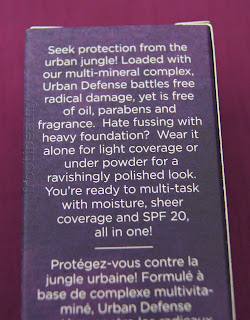 Seek protection from the
urban jungle! Loaded with
our multi-mineral complex,
Urban Defense battles free
radical damage, yet is free
of oil, parabens and
fragrance. Hate fussing with
heavy foundation? Wear it
alone for light coverage or
under powder for a
ravishingly polished look.
You're ready to multi-task
with moisture, sheer
coverage and SPF 20,
all in one!
Protégez-vous contre la
jungle urbaine! Formulé à
base de complexe multivita-
miné, Urban Defense